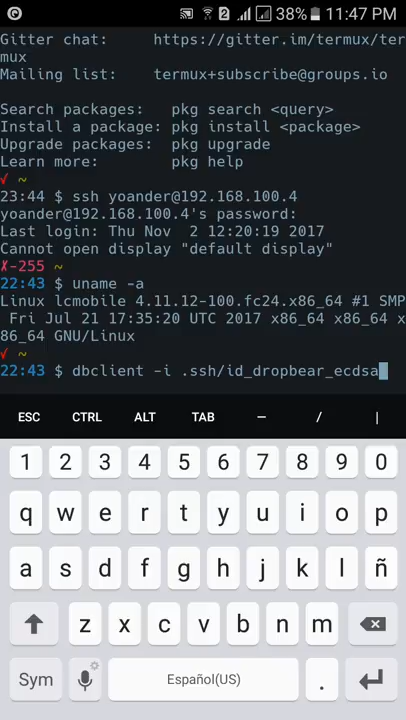 2 38% 11:47 PM
Gitter chat: https://gitter.im/termux/ter
mux
Mailing list: termux+subscribe@groups.io
Search packages: pkg search <query>
Install a package: pkg install <package>
Upgrade packages: pkg upgrade
Learn more: pkg help
✓ ~
23:44 $ ssh yoander@192.168.100.4
yoander@192.168.100.4's password:
Last login: Thu Nov  2 12:20:19 2017
Cannot open display "default display"
✗-255 ~
22:43 $ uname -a
Linux lcmobile 4.11.12-100.fc24.x86_64 #1 SMP
Fri Jul 21 17:35:20 UTC 2017 x86_64 x86_64 x
86_64 GNU/Linux
✓ ~
22:43 $ dbclient -i .ssh/id_dropbear_ecdsa
ESC CTRL ALT TAB — / |
1 2 3 4 5 6 7 8 9 0
q w e r t y u i o p
a s d f g h j k l ñ
z x c v b n m
Sym Español(US) .